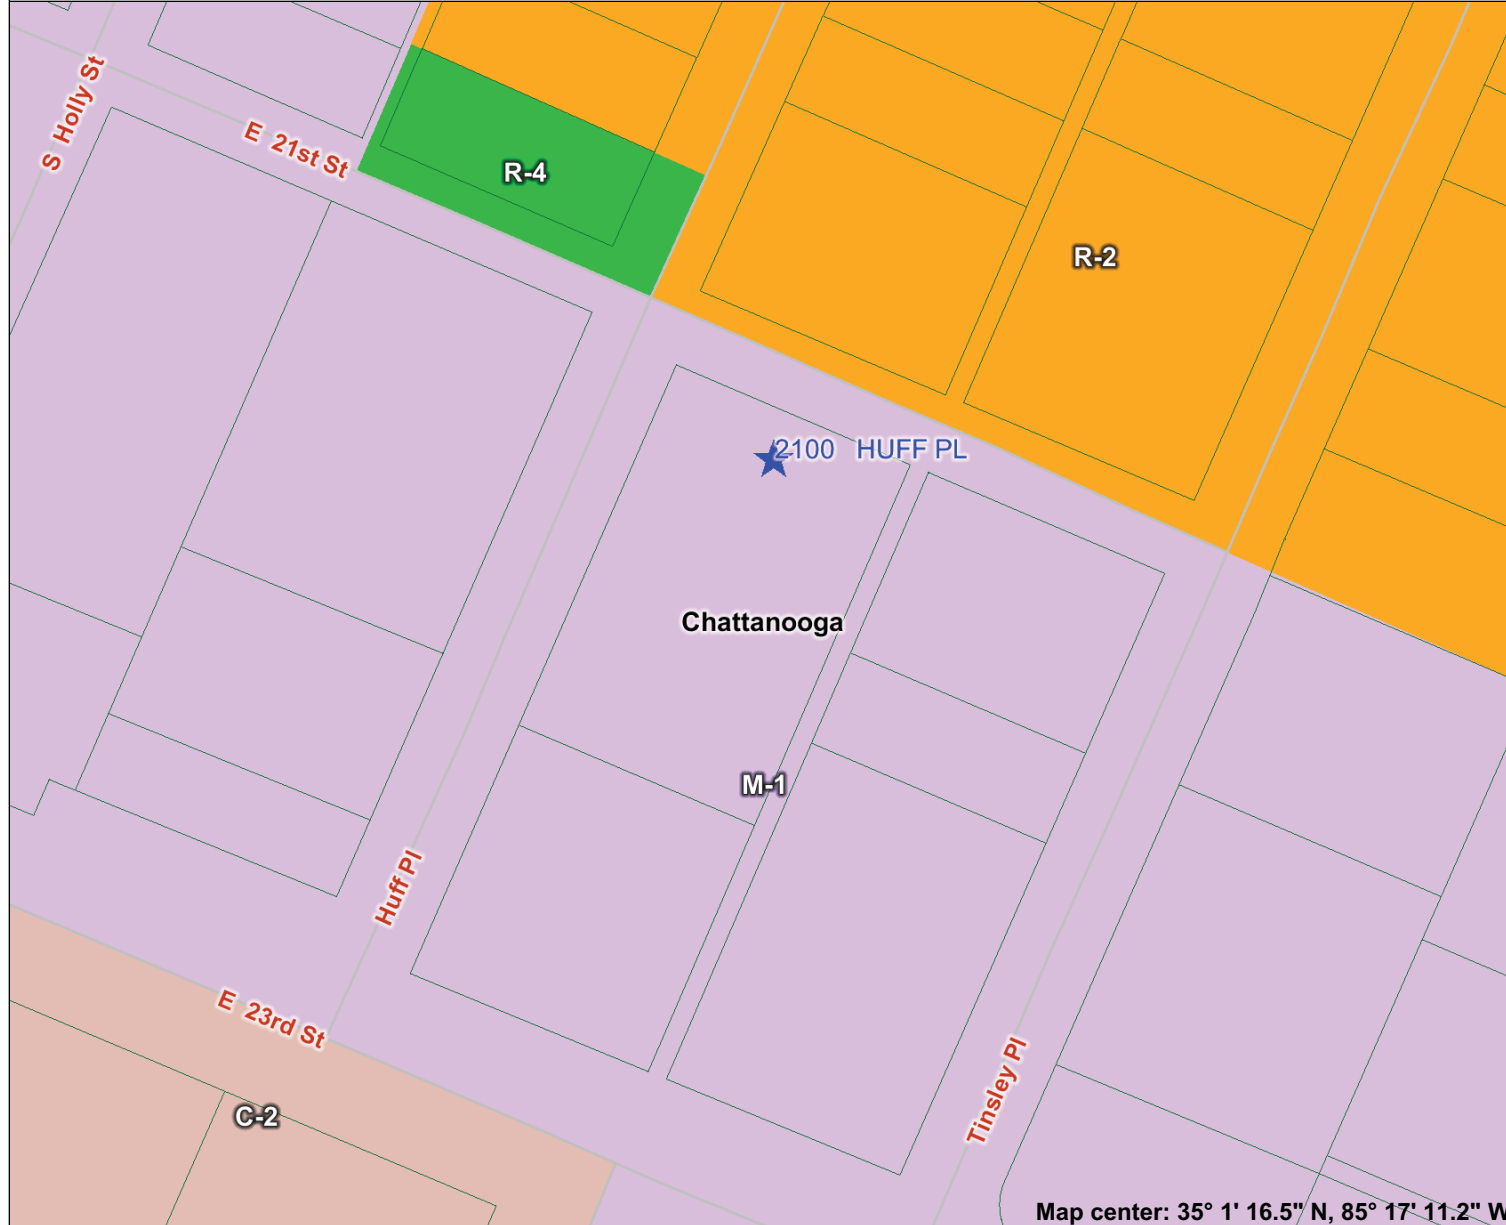 S Holly St
E 21st St
R-4
R-2
2100 HUFF PL
Chattanooga
M-1
Huff Pl
E 23rd St
Tinsley Pl
C-2
Map center: 35° 1' 16.5" N, 85° 17' 11.2" W